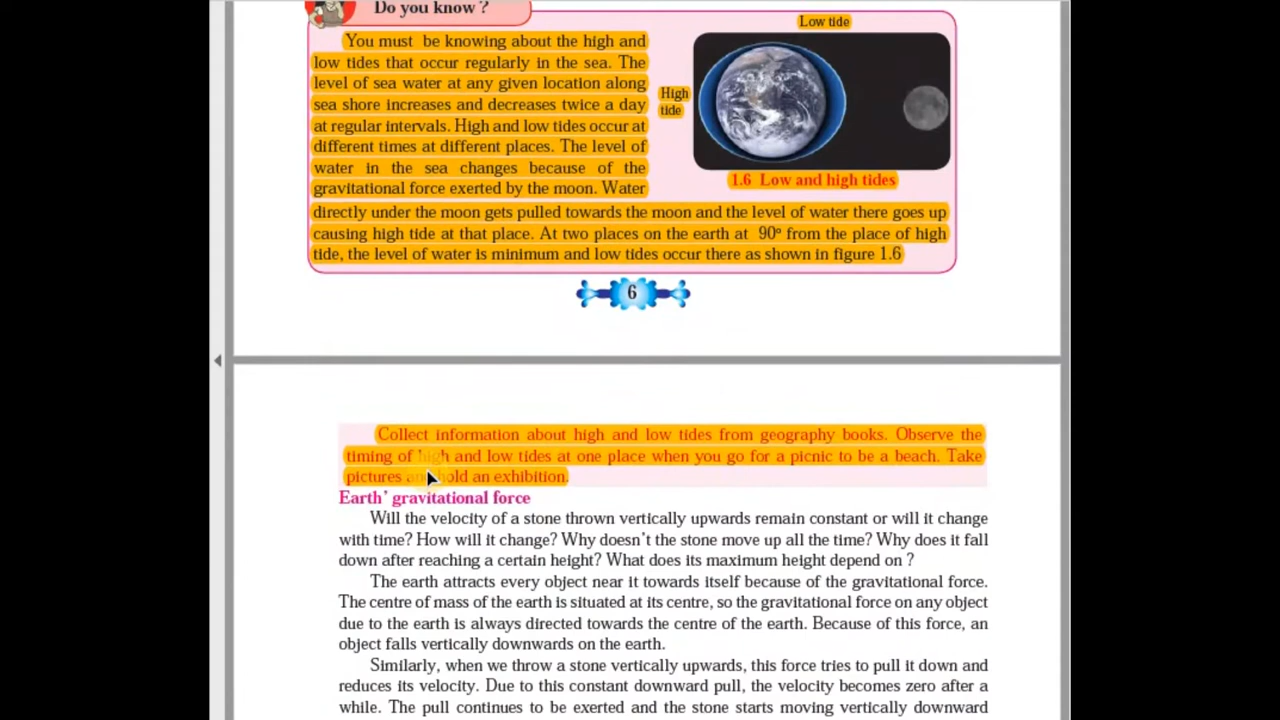 Do you know ?
You must be knowing about the high and
low tides that occur regularly in the sea. The
level of sea water at any given location along
sea shore increases and decreases twice a day
at regular intervals. High and low tides occur at
different times at different places. The level of
water in the sea changes because of the
gravitational force exerted by the moon. Water
directly under the moon gets pulled towards the moon and the level of water there goes up
causing high tide at that place. At two places on the earth at 90° from the place of high
tide, the level of water is minimum and low tides occur there as shown in figure 1.6
Low tide
High
tide
1.6 Low and high tides
6
Collect information about high and low tides from geography books. Observe the
timing of high and low tides at one place when you go for a picnic to be a beach. Take
pictures and hold an exhibition.
Earth’ gravitational force
Will the velocity of a stone thrown vertically upwards remain constant or will it change
with time? How will it change? Why doesn’t the stone move up all the time? Why does it fall
down after reaching a certain height? What does its maximum height depend on ?
The earth attracts every object near it towards itself because of the gravitational force.
The centre of mass of the earth is situated at its centre, so the gravitational force on any object
due to the earth is always directed towards the centre of the earth. Because of this force, an
object falls vertically downwards on the earth.
Similarly, when we throw a stone vertically upwards, this force tries to pull it down and
reduces its velocity. Due to this constant downward pull, the velocity becomes zero after a
while. The pull continues to be exerted and the stone starts moving vertically downward